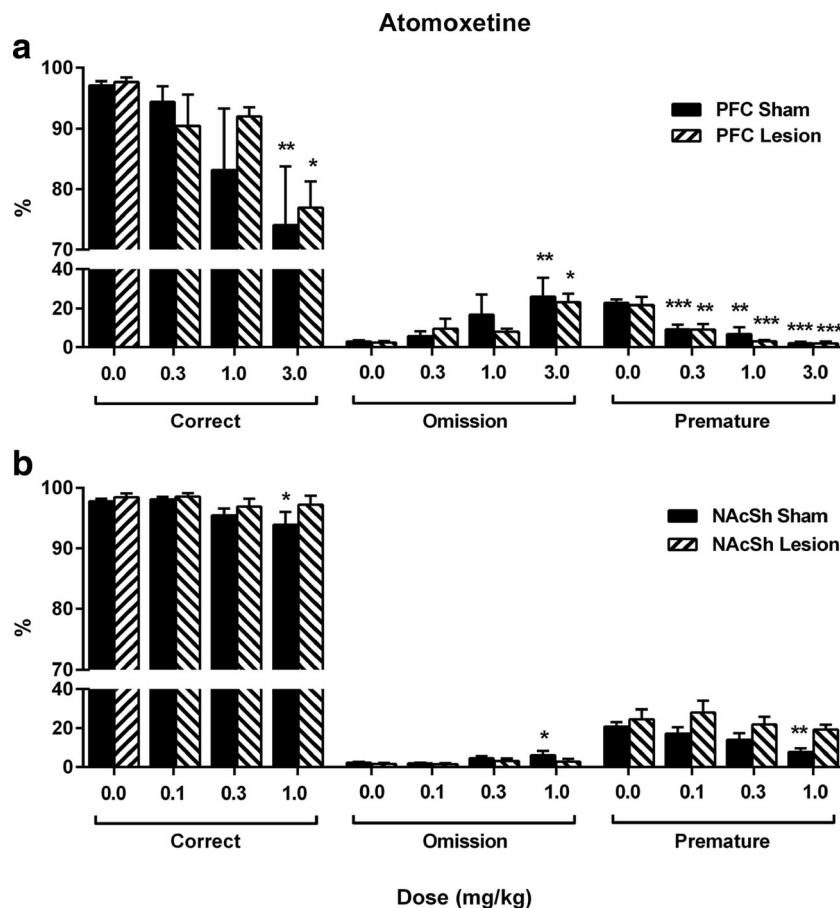 Atomoxetine
a
100
90
80
70
40
20
0
%
PFC Sham
PFC Lesion
** *
** *
*** ** ** *** *** ***
0.0 0.3 1.0 3.0 0.0 0.3 1.0 3.0 0.0 0.3 1.0 3.0
Correct Omission Premature
b
100
90
80
70
40
20
0
%
NAcSh Sham
NAcSh Lesion
*
*
**
0.0 0.1 0.3 1.0 0.0 0.1 0.3 1.0 0.0 0.1 0.3 1.0
Correct Omission Premature
Dose (mg/kg)